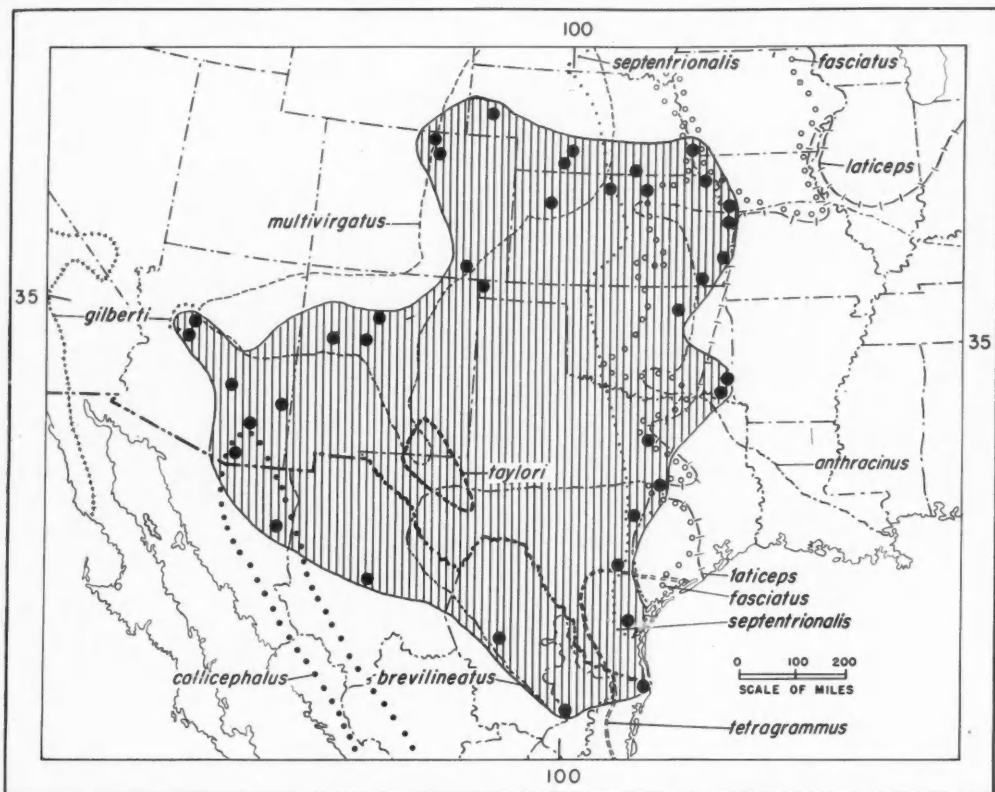 100
septentrionalis
fasciatus
laticeps
multivirgatus
35
gilberti
35
taylori
anthracinus
laticeps
fasciatus
septentrionalis
callicephalus
brevilineatus
0 100 200
SCALE OF MILES
tetragrammus
100